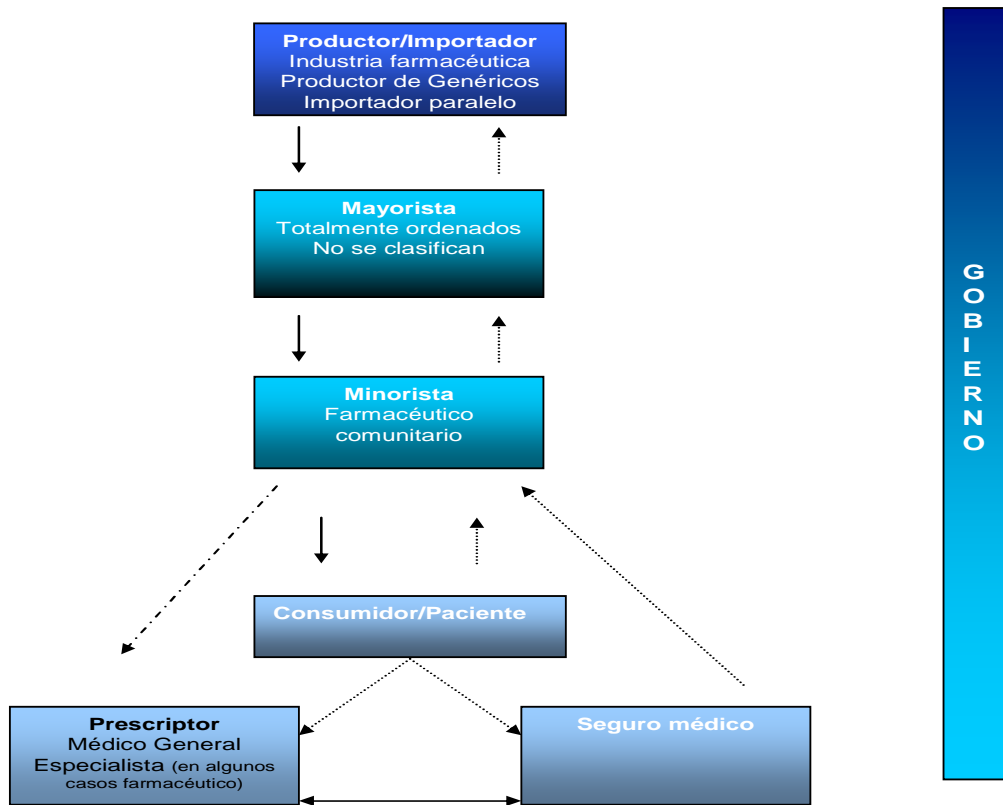 Productor/Importador
Industria farmacéutica
Productor de Genéricos
Importador paralelo
Mayorista
Totalmente ordenados
No se clasifican
Minorista
Farmacéutico
comunitario
Consumidor/Paciente
Prescriptor
Médico General
Especialista (en algunos
casos farmacéutico)
Seguro médico
G
O
B
I
E
R
N
O